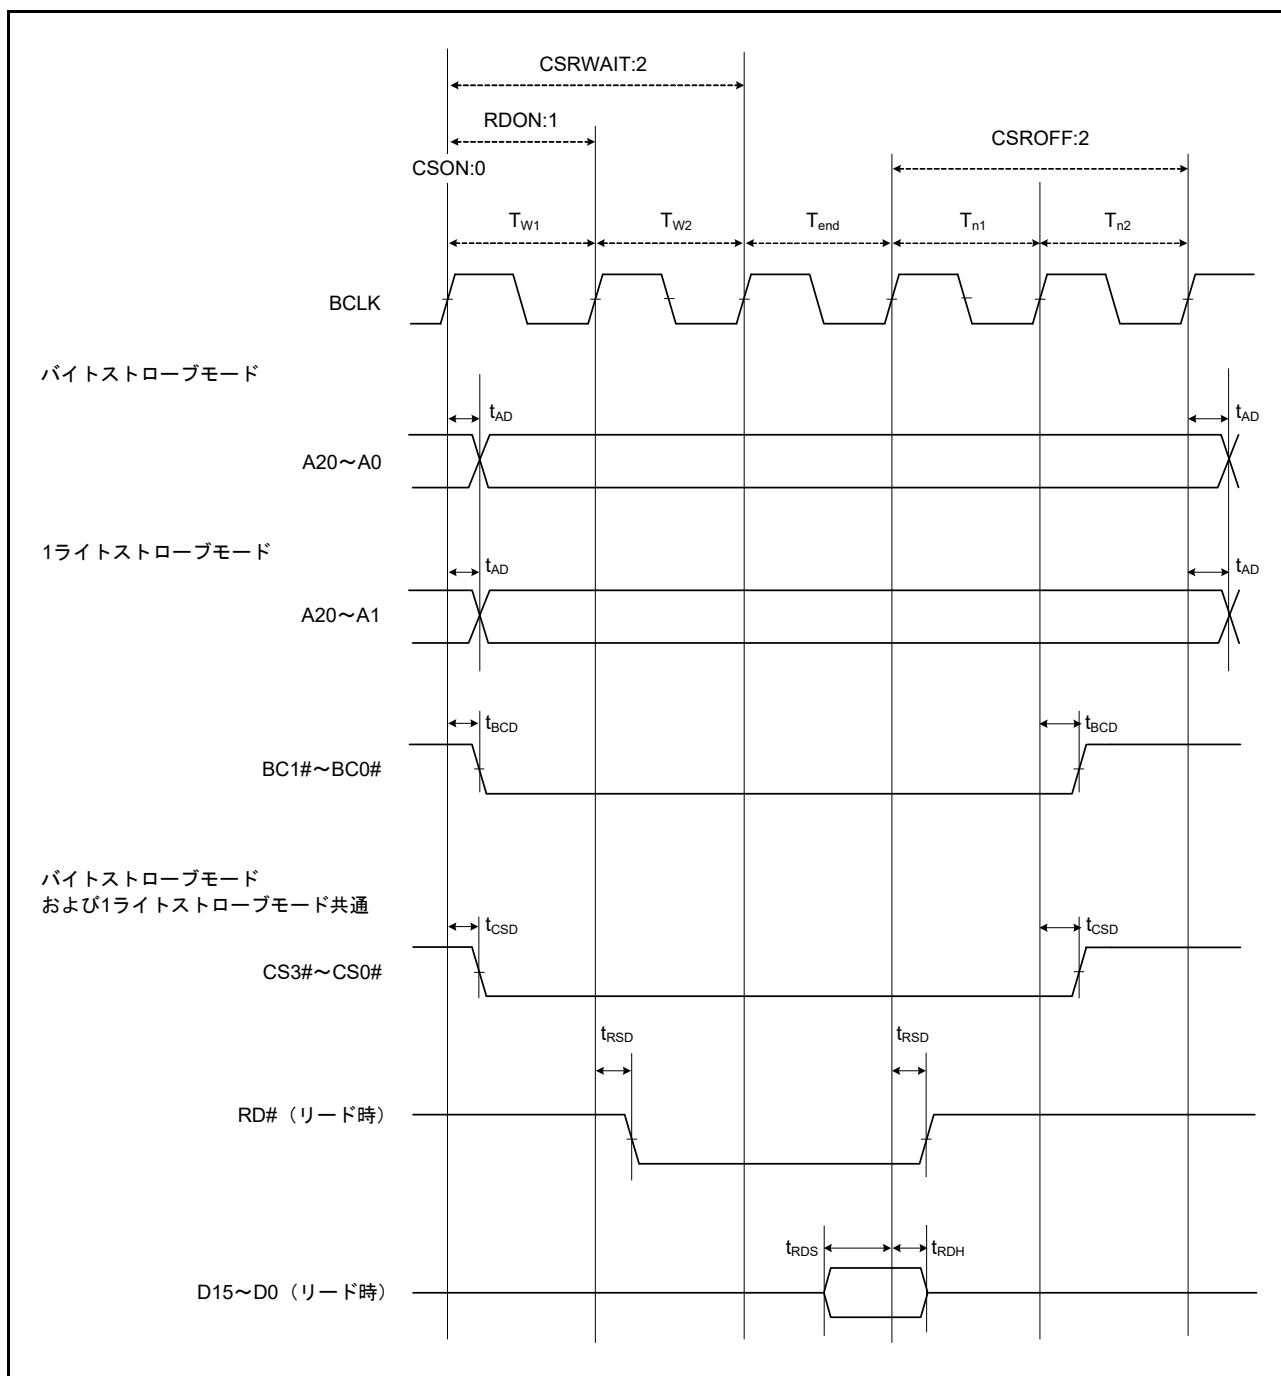 CSRWAIT:2
RDON:1
CSROFF:2
CSON:0
TW1
TW2
Tend
Tn1
Tn2
BCLK
バイトストローブモード
tAD
tAD
A20～A0
1ライトストローブモード
tAD
tAD
A20～A1
tBCD
tBCD
BC1#～BC0#
バイトストローブモード
および1ライトストローブモード共通
tCSD
tCSD
CS3#～CS0#
tRSD
tRSD
RD#（リード時）
tRDS
tRDH
D15～D0（リード時）